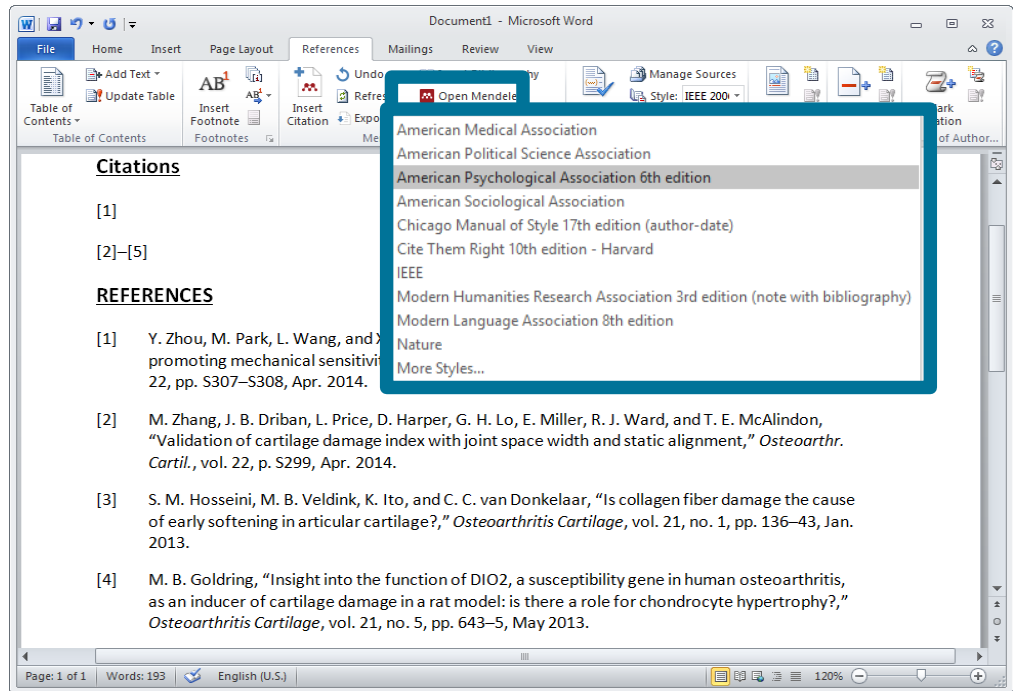 Document1 - Microsoft Word
File Home Insert Page Layout References Mailings Review View
Table of Contents
Add Text
Update Table
Table of Contents
AB1
Insert Footnote
AB1
Footnotes
Insert Citation
Undo
Open Mendele
Manage Sources
Style: IEEE 200
of Author...
American Medical Association
American Political Science Association
American Psychological Association 6th edition
American Sociological Association
Chicago Manual of Style 17th edition (author-date)
Cite Them Right 10th edition - Harvard
IEEE
Modern Humanities Research Association 3rd edition (note with bibliography)
Modern Language Association 8th edition
Nature
More Styles...
Citations
[1]
[2]–[5]
REFERENCES
[1] Y. Zhou, M. Park, L. Wang, and X
promoting mechanical sensitivi
22, pp. S307–S308, Apr. 2014.
[2] M. Zhang, J. B. Driban, L. Price, D. Harper, G. H. Lo, E. Miller, R. J. Ward, and T. E. McAlindon,
“Validation of cartilage damage index with joint space width and static alignment,” Osteoarthr.
Cartil., vol. 22, p. S299, Apr. 2014.
[3] S. M. Hosseini, M. B. Veldink, K. Ito, and C. C. van Donkelaar, “Is collagen fiber damage the cause
of early softening in articular cartilage?,” Osteoarthritis Cartilage, vol. 21, no. 1, pp. 136–43, Jan.
2013.
[4] M. B. Goldring, “Insight into the function of DIO2, a susceptibility gene in human osteoarthritis,
as an inducer of cartilage damage in a rat model: is there a role for chondrocyte hypertrophy?,”
Osteoarthritis Cartilage, vol. 21, no. 5, pp. 643–5, May 2013.
Page: 1 of 1 Words: 193 English (U.S.) 120%